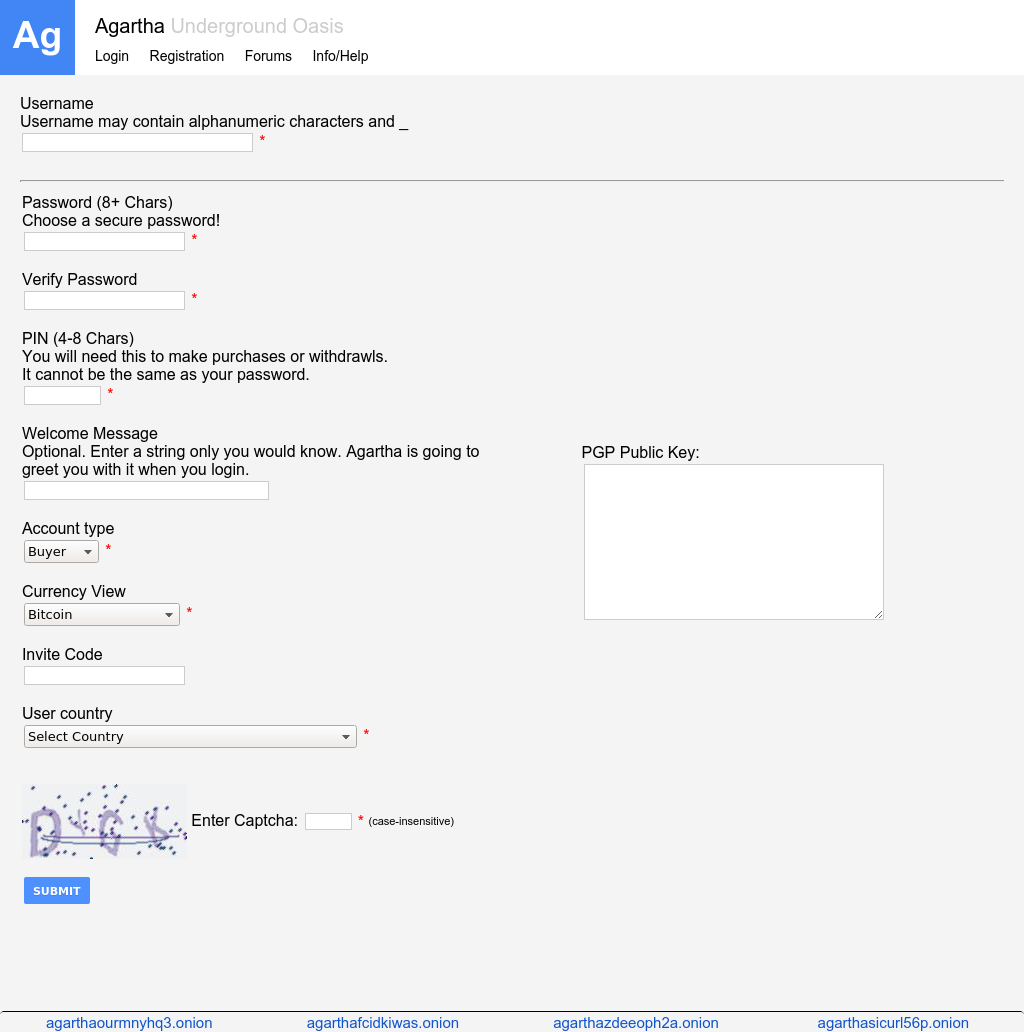 Ag
Agartha Underground Oasis
Login Registration Forums Info/Help
Username
Username may contain alphanumeric characters and _
*
Password (8+ Chars)
Choose a secure password!
*
Verify Password
*
PIN (4-8 Chars)
You will need this to make purchases or withdrawls.
It cannot be the same as your password.
*
Welcome Message
Optional. Enter a string only you would know. Agartha is going to
greet you with it when you login.
PGP Public Key:
Account type
Buyer *
Currency View
Bitcoin *
Invite Code
User country
Select Country *
Enter Captcha: * (case-insensitive)
SUBMIT
agarthaourmnyhq3.onion agarthafcidkiwas.onion agarthazdeeoph2a.onion agarthasicurl56p.onion